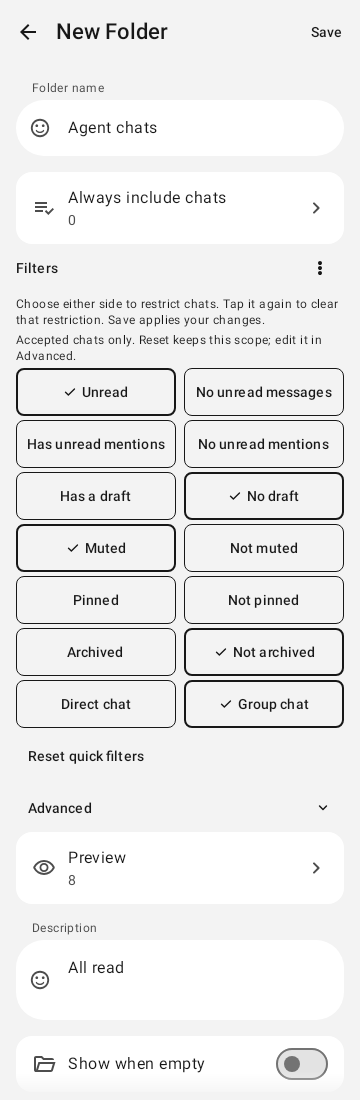 New Folder
Save
Folder name
Agent chats
Always include chats
0
Filters
Choose either side to restrict chats. Tap it again to clear
that restriction. Save applies your changes.
Accepted chats only. Reset keeps this scope; edit it in
Advanced.
Unread
No unread messages
Has unread mentions
No unread mentions
Has a draft
No draft
Muted
Not muted
Pinned
Not pinned
Archived
Not archived
Direct chat
Group chat
Reset quick filters
Advanced
Preview
8
Description
All read
Show when empty